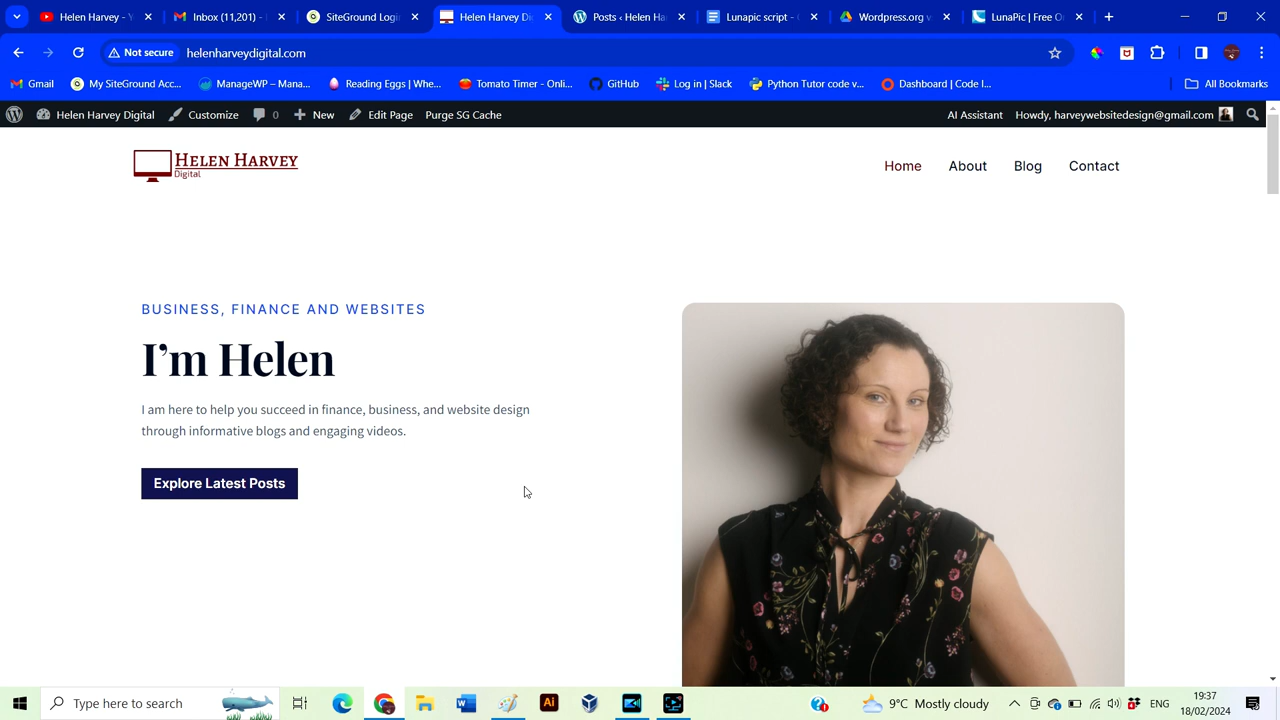 Inbox (11,201) -
SiteGround Logi
Helen Harvey Di
Posts ‹ Helen Ha
Lunapic script -
Wordpress.org v
LunaPic | Free O
Not secure
helenharveydigital.com
Gmail
My SiteGround Acc...
ManageWP – Mana...
Reading Eggs | Whe...
Tomato Timer - Onli...
GitHub
Log in | Slack
Python Tutor code v...
Dashboard | Code I...
All Bookmarks
Helen Harvey Digital
Customize
0
New
Edit Page
Purge SG Cache
AI Assistant
Howdy, harveywebsitedesign@gmail.com
Helen Harvey
Digital
Home
About
Blog
Contact
BUSINESS, FINANCE AND WEBSITES
I’m Helen
I am here to help you succeed in finance, business, and website design
through informative blogs and engaging videos.
Explore Latest Posts
Type here to search
Ai
9°C Mostly cloudy
ENG
19:37
18/02/2024